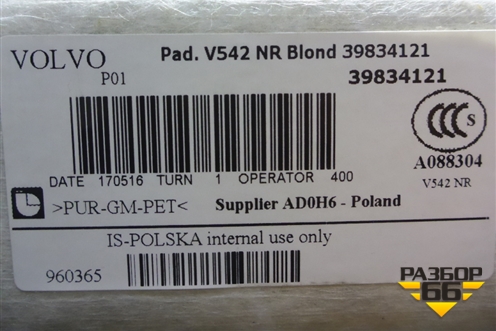 VOLVO
P01
Pad. V542 NR Blond 39834121
39834121
CCC S
A088304
V542 NR
DATE 170516 TURN 1 OPERATOR 400
>PUR-GM-PET< Supplier AD0H6 - Poland
IS-POLSKA internal use only
960365
РАЗБОР
66